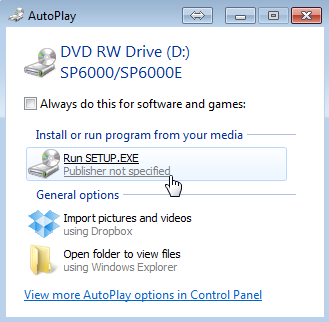 AutoPlay
DVD RW Drive (D:)
SP6000/SP6000E
Always do this for software and games:
Install or run program from your media
Run SETUP.EXE
Publisher not specified
General options
Import pictures and videos
using Dropbox
Open folder to view files
using Windows Explorer
View more AutoPlay options in Control Panel